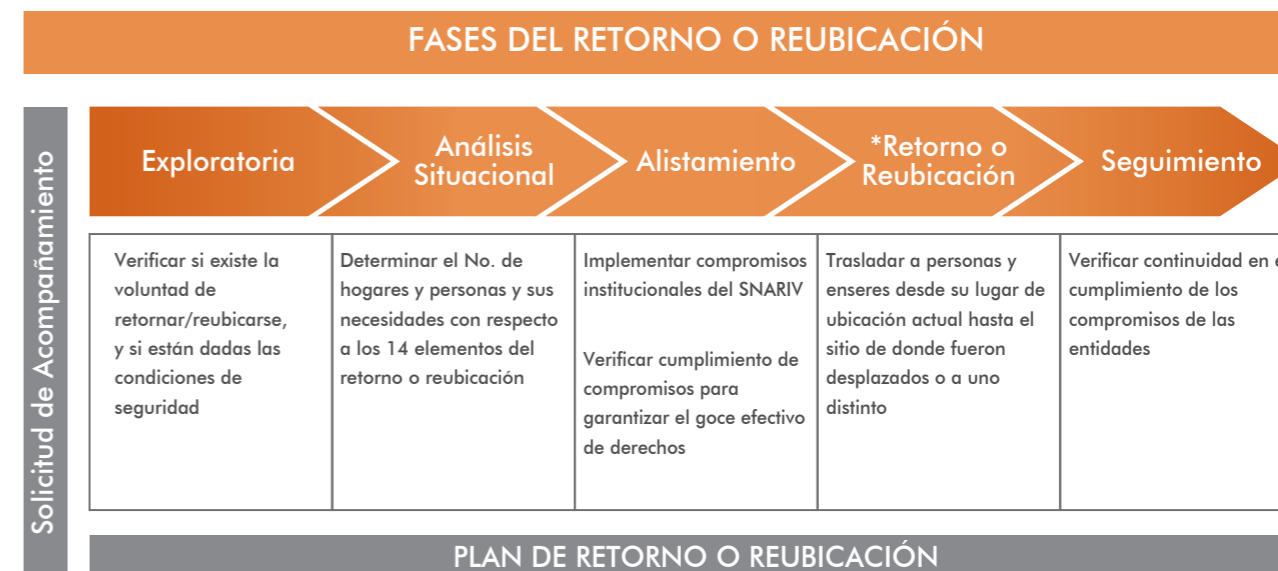 FASES DEL RETORNO O REUBICACIÓN
Solicitud de Acompañamiento
Exploratoria
Análisis
Situacional
Alistamiento
*Retorno o
Reubicación
Seguimiento
Verificar si existe la
voluntad de
retornar/reubicarse,
y si están dadas las
condiciones de
seguridad
Determinar el No. de
hogares y personas y sus
necesidades con respecto
a los 14 elementos del
retorno o reubicación
Implementar compromisos
institucionales del SNARIV
Verificar cumplimiento de
compromisos para
garantizar el goce efectivo
de derechos
Trasladar a personas y
enseres desde su lugar de
ubicación actual hasta el
sitio de donde fueron
desplazados o a uno
distinto
Verificar continuidad en
cumplimiento de los
compromisos de las
entidades
PLAN DE RETORNO O REUBICACIÓN